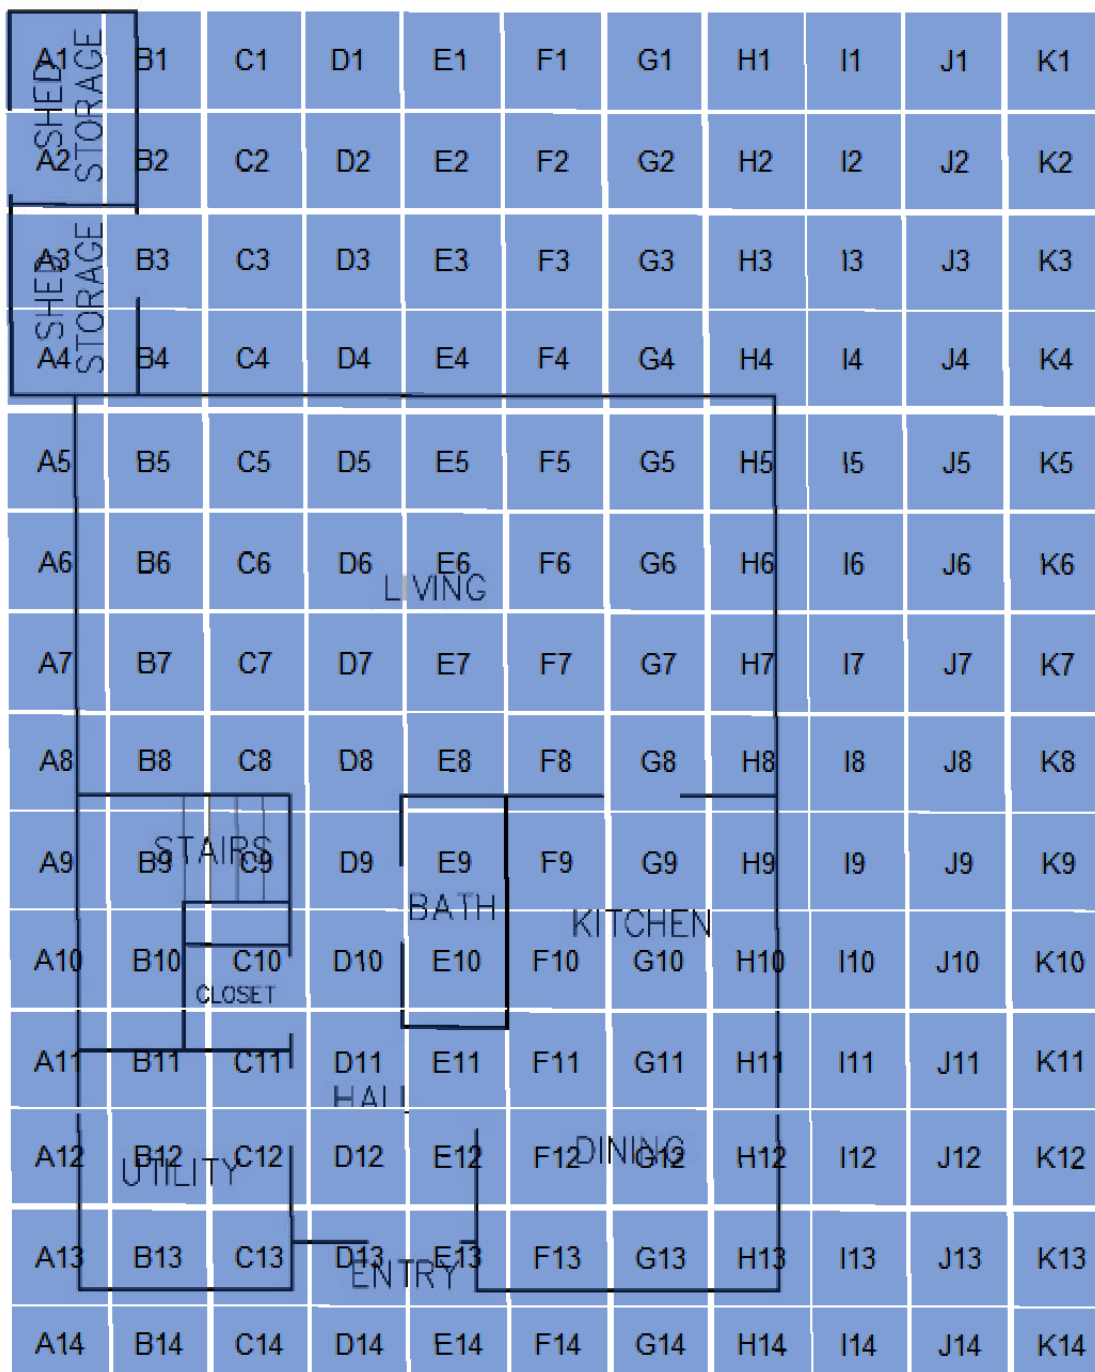 A1 B1 C1 D1 E1 F1 G1 H1 I1 J1 K1
SHED
STORAGE
A2 B2 C2 D2 E2 F2 G2 H2 I2 J2 K2
A3 B3 C3 D3 E3 F3 G3 H3 I3 J3 K3
SHED
STORAGE
A4 B4 C4 D4 E4 F4 G4 H4 I4 J4 K4
A5 B5 C5 D5 E5 F5 G5 H5 I5 J5 K5
A6 B6 C6 D6 E6 F6 G6 H6 I6 J6 K6
LIVING
A7 B7 C7 D7 E7 F7 G7 H7 I7 J7 K7
A8 B8 C8 D8 E8 F8 G8 H8 I8 J8 K8
STAIRS
A9 B9 C9 D9 E9 F9 G9 H9 I9 J9 K9
BATH
KITCHEN
A10 B10 C10 D10 E10 F10 G10 H10 I10 J10 K10
CLOSET
A11 B11 C11 D11 E11 F11 G11 H11 I11 J11 K11
HALL
DINING
A12 B12 C12 D12 E12 F12 G12 H12 I12 J12 K12
UTILITY
A13 B13 C13 D13 E13 F13 G13 H13 I13 J13 K13
ENTRY
A14 B14 C14 D14 E14 F14 G14 H14 I14 J14 K14